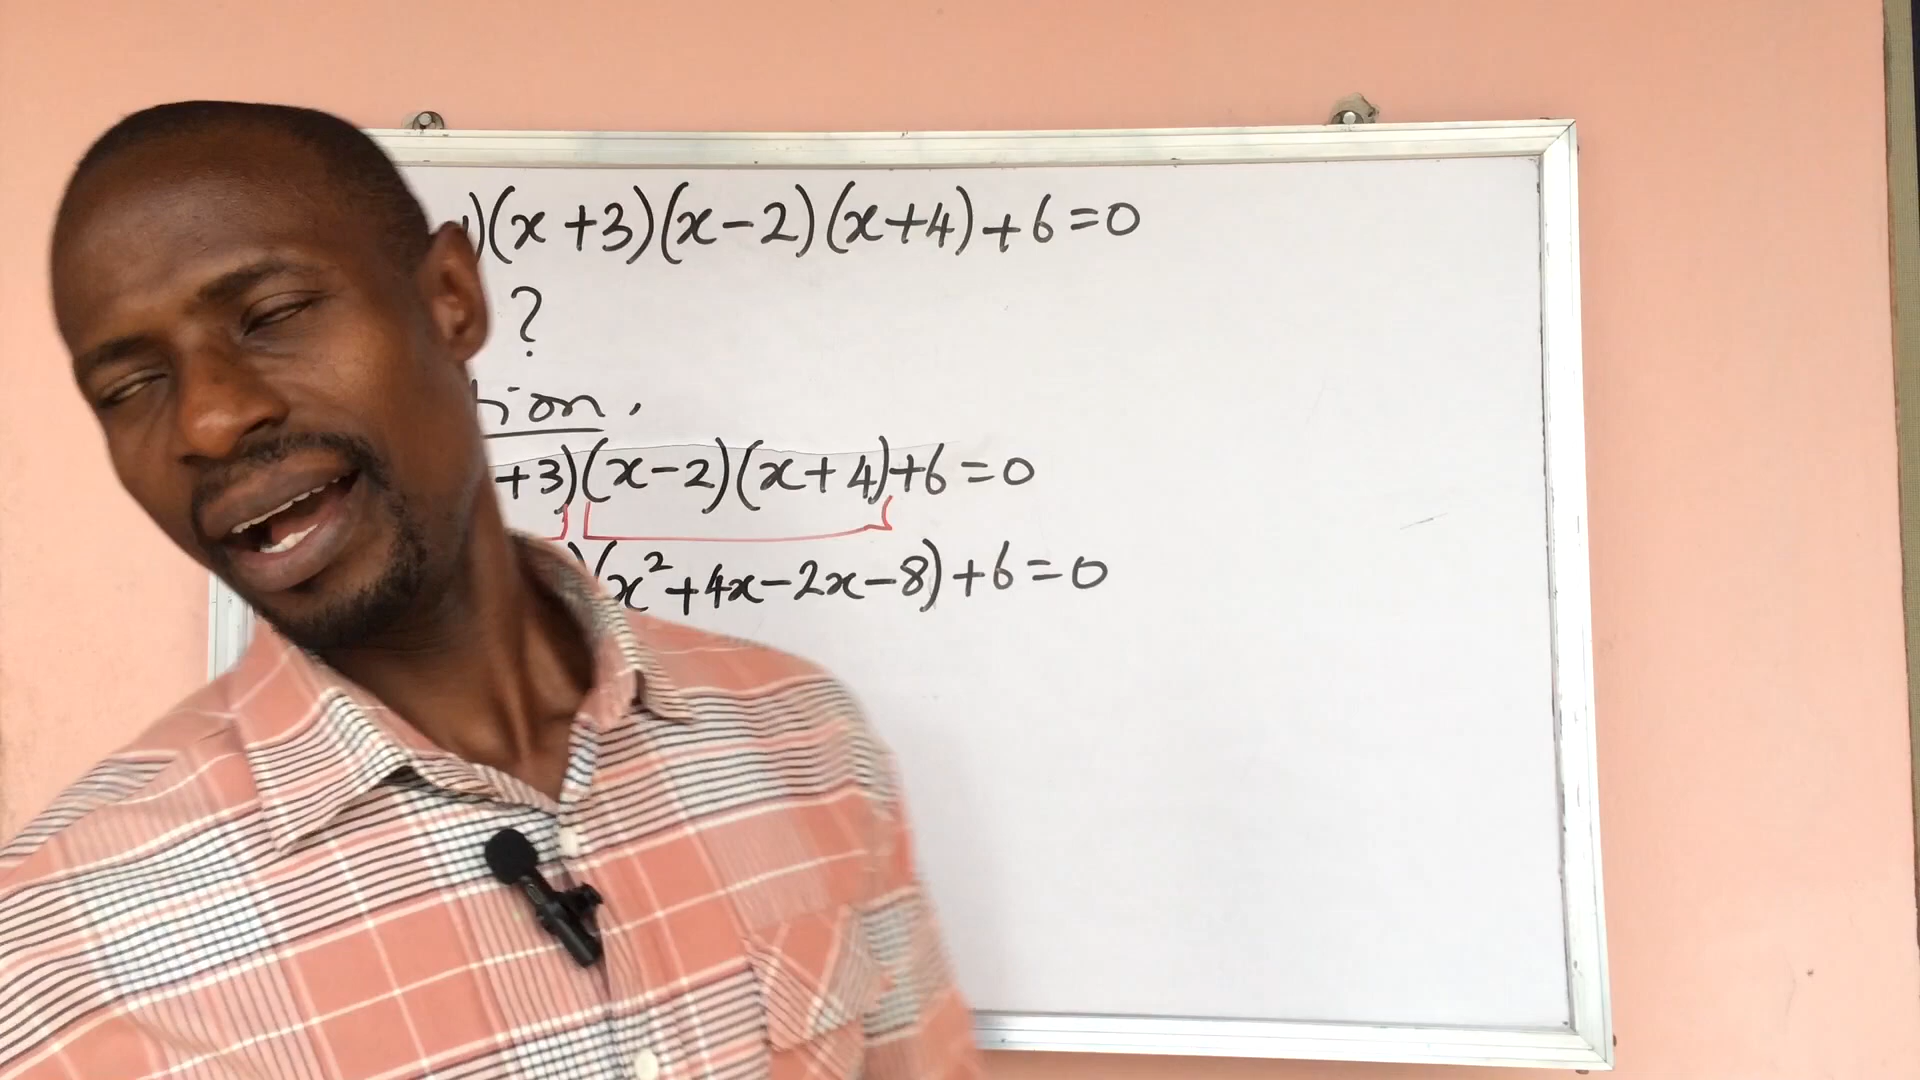 )(x+3)(x-2)(x+4)+6=0
?
tion.
+3)(x-2)(x+4)+6=0
)(x²+4x-2x-8)+6=0